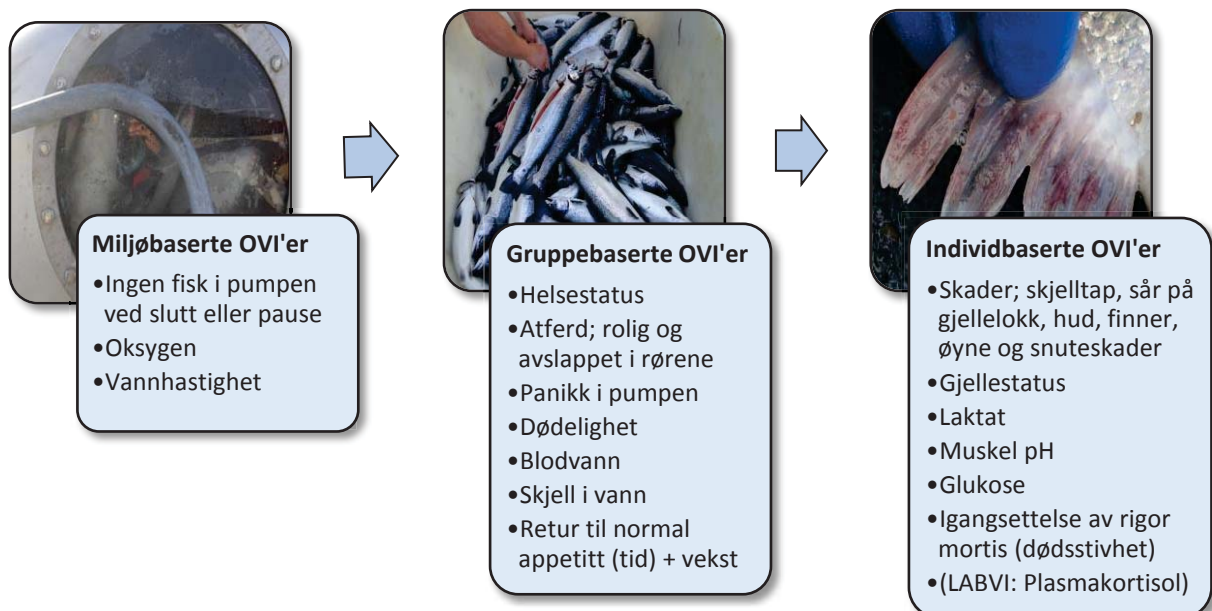 Miljøbaserte OVI'er
•Ingen fisk i pumpen
ved slutt eller pause
•Oksygen
•Vannhastighet
Gruppebaserte OVI'er
•Helsestatus
•Atferd; rolig og
avslappet i rørene
•Panikk i pumpen
•Dødelighet
•Blodvann
•Skjell i vann
•Retur til normal
appetitt (tid) + vekst
Individbaserte OVI'er
•Skader; skjelltap, sår på
gjellelokk, hud, finner,
øyne og snuteskader
•Gjellestatus
•Laktat
•Muskel pH
•Glukose
•Igangsettelse av rigor
mortis (dødsstivhet)
•(LABVI: Plasmakortisol)